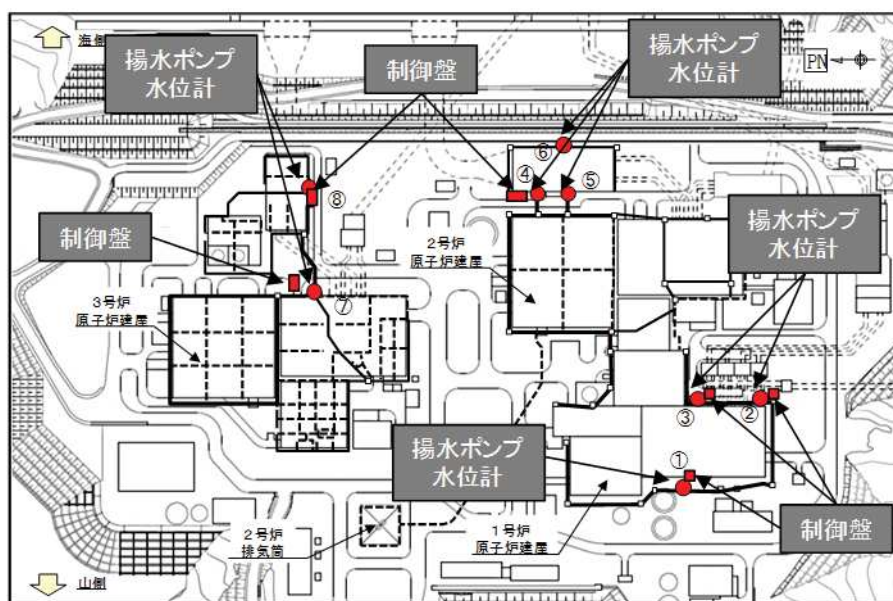 海側
揚水ポンプ
水位計
制御盤
揚水ポンプ
水位計
PN
⑥
④
⑤
⑧
制御盤
2号炉
原子炉建屋
揚水ポンプ
水位計
⑦
3号炉
原子炉建屋
③
②
揚水ポンプ
水位計
①
制御盤
2号炉
排気筒
1号炉
原子炉建屋
山側